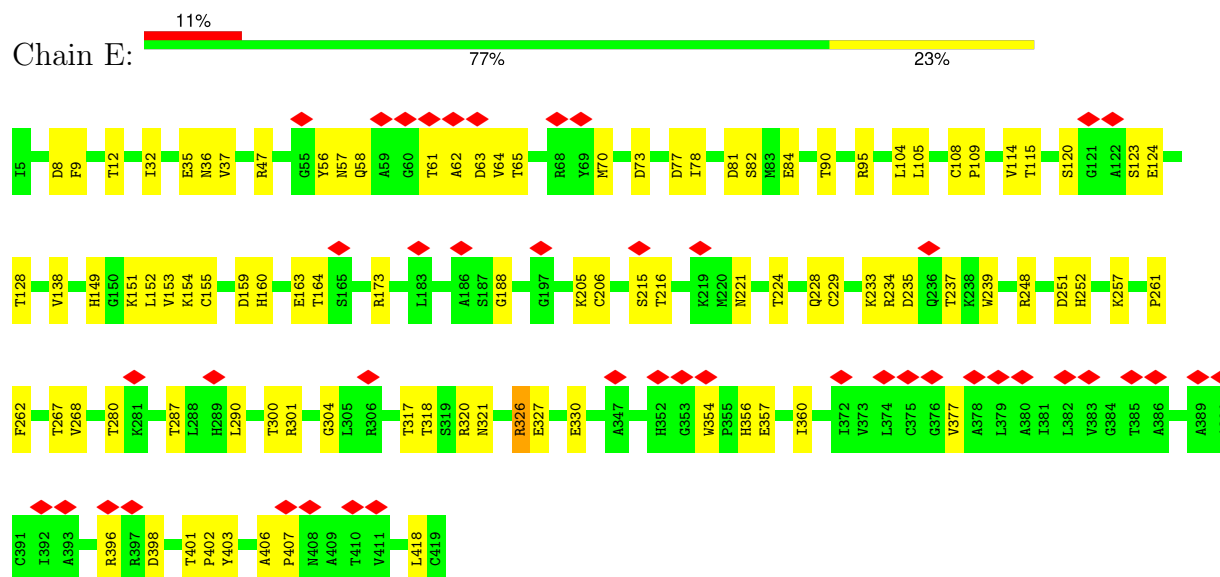 11%
Chain E:
77% 23%
I5 D8 F9 T12 I32 E35 N36 V37 R47 G55 Y56 N57 Q58 A59 G60 T61 A62 D63 V64 T65 R68 Y69 M70 D73 D77 I78 D81 S82 M83 E84 T90 R95 L104 L105 C108 P109 V114 T115 S120 G121 A122 S123 E124
T128 V138 H149 G150 K151 L152 V153 K154 C155 D159 H160 E163 T164 S165 R173 L183 A186 S187 G188 G197 K205 C206 S215 T216 K219 M220 N221 T224 Q228 C229 K233 R234 D235 Q236 T237 K238 W239 R248 D251 H252 K257 P261
F262 T267 V268 T280 K281 T287 L288 H289 L290 T300 R301 G304 L305 R306 T317 T318 S319 R320 N321 R326 E327 E330 A347 H352 G353 W354 P355 H356 E357 I360 I372 V373 L374 C375 G376 V377 A378 L379 A380 I381 L382 V383 G384 T385 A386 A389
C391 I392 A393 R396 R397 D398 T401 P402 Y403 A406 P407 N408 A409 T410 V411 L418 C419